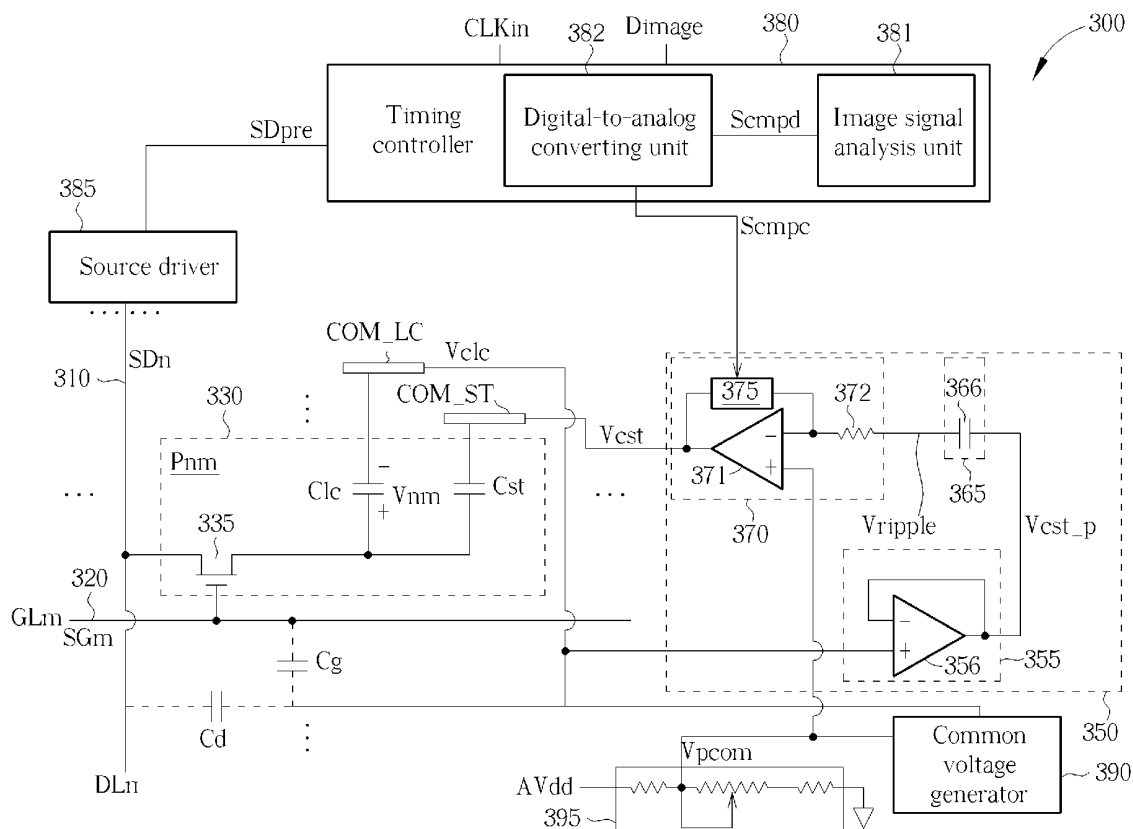 CLKin
Dimage
382
380
381
300
Timing
controller
Digital-to-analog
converting unit
Scmpd
Image signal
analysis unit
SDpre
385
Source driver
.......
Scmpc
SDn
310
COM_LC
Vclc
COM_ST
330
Pnm
Clc
-
Vnm
+
Cst
335
Vcst
375
372
366
-
+
371
365
370
Vripple
Vcst_p
320
GLm
SGm
Cg
Cd
DLn
-
+
356
355
350
Vpcom
AVdd
395
Common
voltage
generator
390